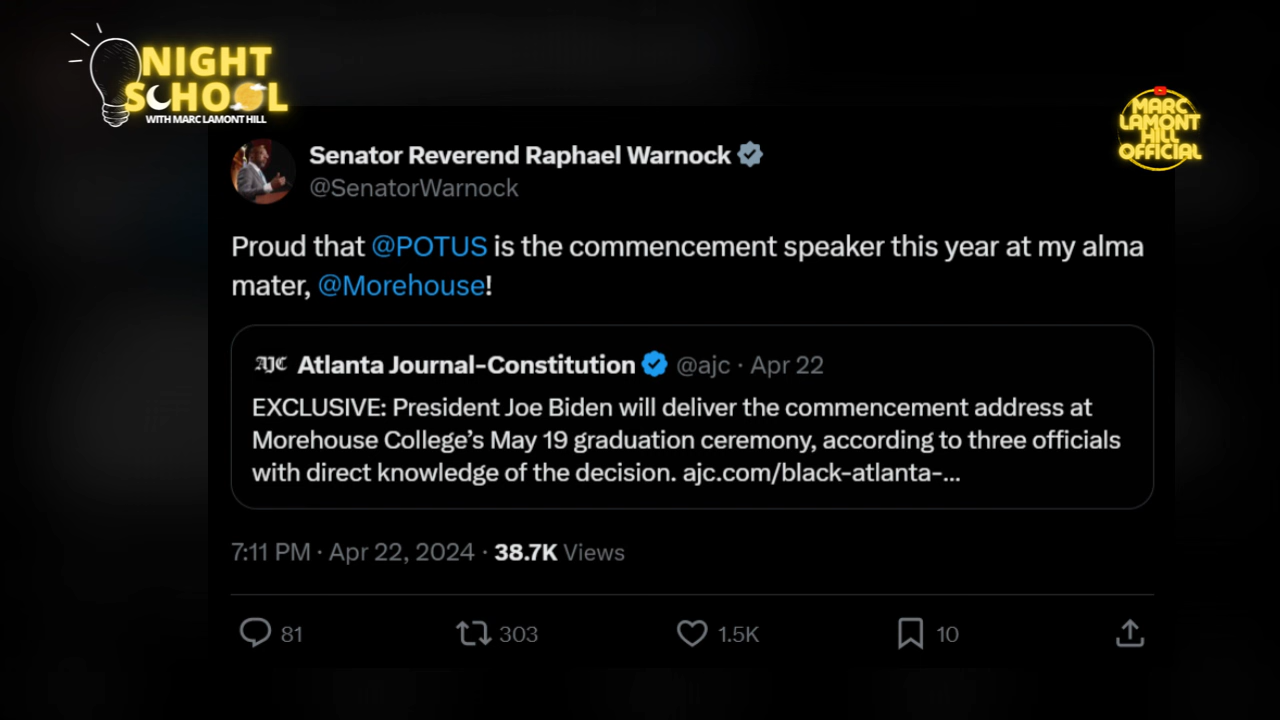 NIGHT
SCHOOL
WITH MARC LAMONT HILL
MARC
LAMONT
HILL
OFFICIAL
Senator Reverend Raphael Warnock
@SenatorWarnock
Proud that @POTUS is the commencement speaker this year at my alma
mater, @Morehouse!
AJC Atlanta Journal-Constitution @ajc · Apr 22
EXCLUSIVE: President Joe Biden will deliver the commencement address at
Morehouse College’s May 19 graduation ceremony, according to three officials
with direct knowledge of the decision. ajc.com/black-atlanta-...
7:11 PM · Apr 22, 2024 · 38.7K Views
81 303 1.5K 10